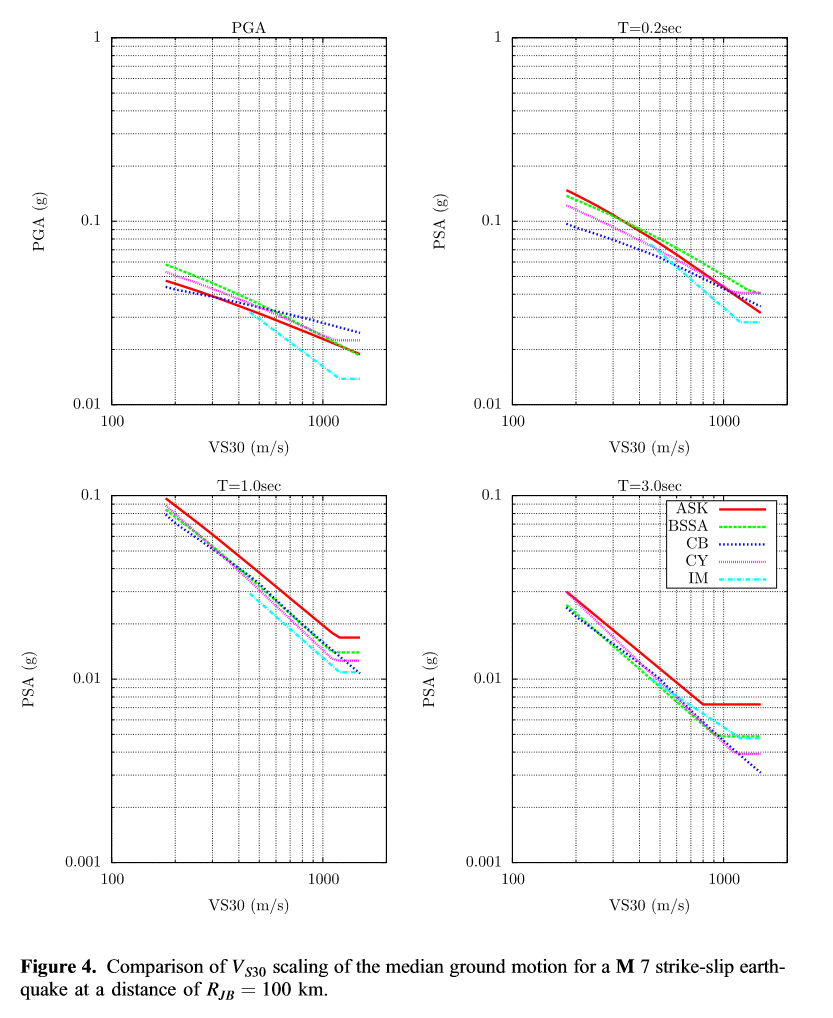 PGA
1
0.1
0.01
100
1000
PGA (g)
VS30 (m/s)
T=0.2sec
1
0.1
0.01
100
1000
PSA (g)
VS30 (m/s)
T=1.0sec
0.1
0.01
0.001
100
1000
PSA (g)
VS30 (m/s)
T=3.0sec
0.1
0.01
0.001
100
1000
PSA (g)
VS30 (m/s)
ASK
BSSA
CB
CY
IM
Figure 4. Comparison of VS30 scaling of the median ground motion for a M 7 strike-slip earth-
quake at a distance of RJB = 100 km.